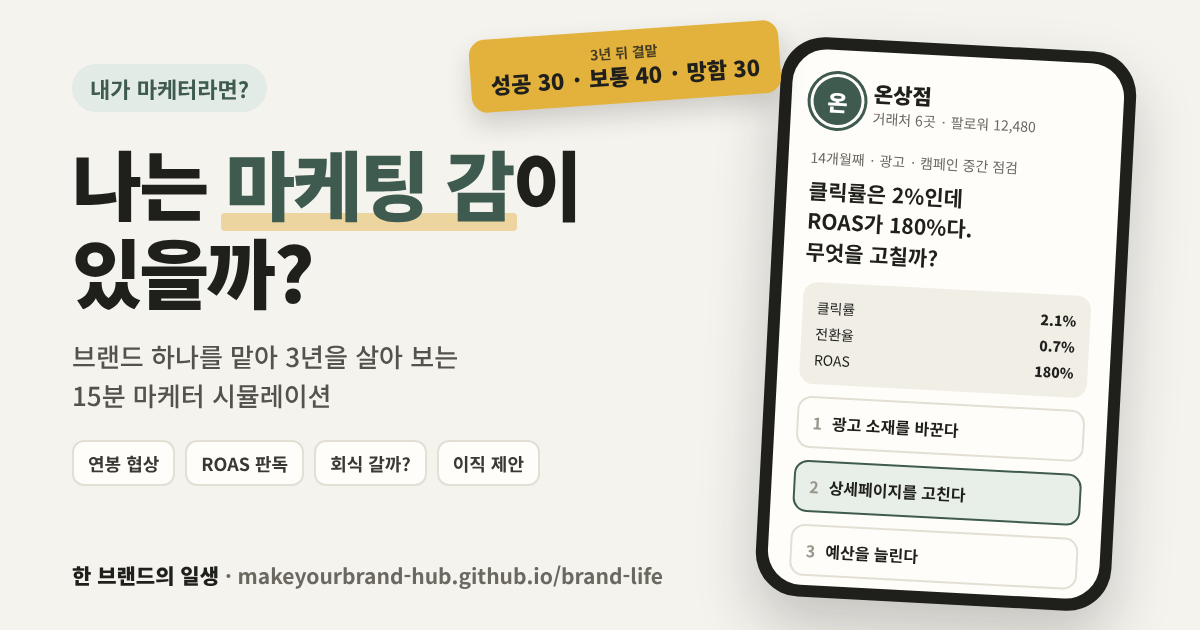 내가 마케터라면?
나는 마케팅 감이
있을까?
브랜드 하나를 맡아 3년을 살아 보는
15분 마케터 시뮬레이션
연봉 협상
ROAS 판독
회식 갈까?
이직 제안
한 브랜드의 일생 · makeyourbrand-hub.github.io/brand-life
3년 뒤 결말
성공 30 · 보통 40 · 망함 30
온
온상점
거래처 6곳 · 팔로워 12,480
14개월째 · 광고 · 캠페인 중간 점검
클릭률은 2%인데
ROAS가 180%다.
무엇을 고칠까?
클릭률 2.1%
전환율 0.7%
ROAS 180%
1 광고 소재를 바꾼다
2 상세페이지를 고친다
3 예산을 늘린다